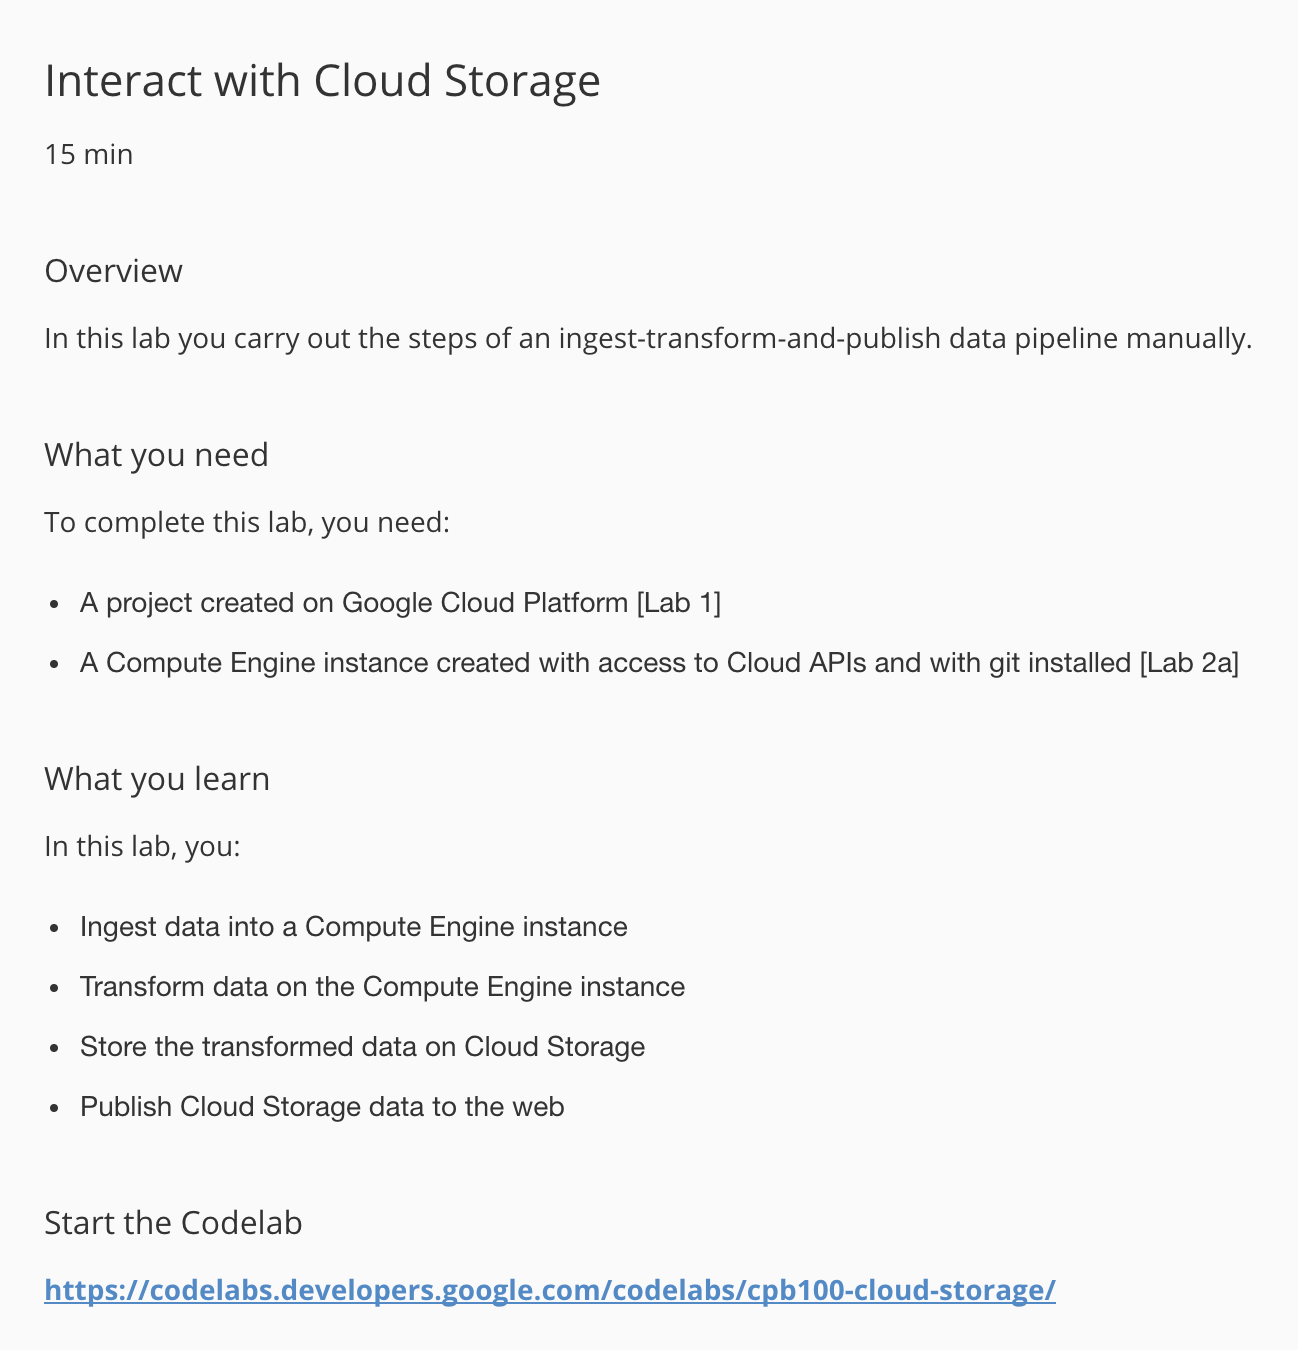 Interact with Cloud Storage
15 min
Overview
In this lab you carry out the steps of an ingest-transform-and-publish data pipeline manually.
What you need
To complete this lab, you need:
• A project created on Google Cloud Platform [Lab 1]
• A Compute Engine instance created with access to Cloud APIs and with git installed [Lab 2a]
What you learn
In this lab, you:
• Ingest data into a Compute Engine instance
• Transform data on the Compute Engine instance
• Store the transformed data on Cloud Storage
• Publish Cloud Storage data to the web
Start the Codelab
https://codelabs.developers.google.com/codelabs/cpb100-cloud-storage/